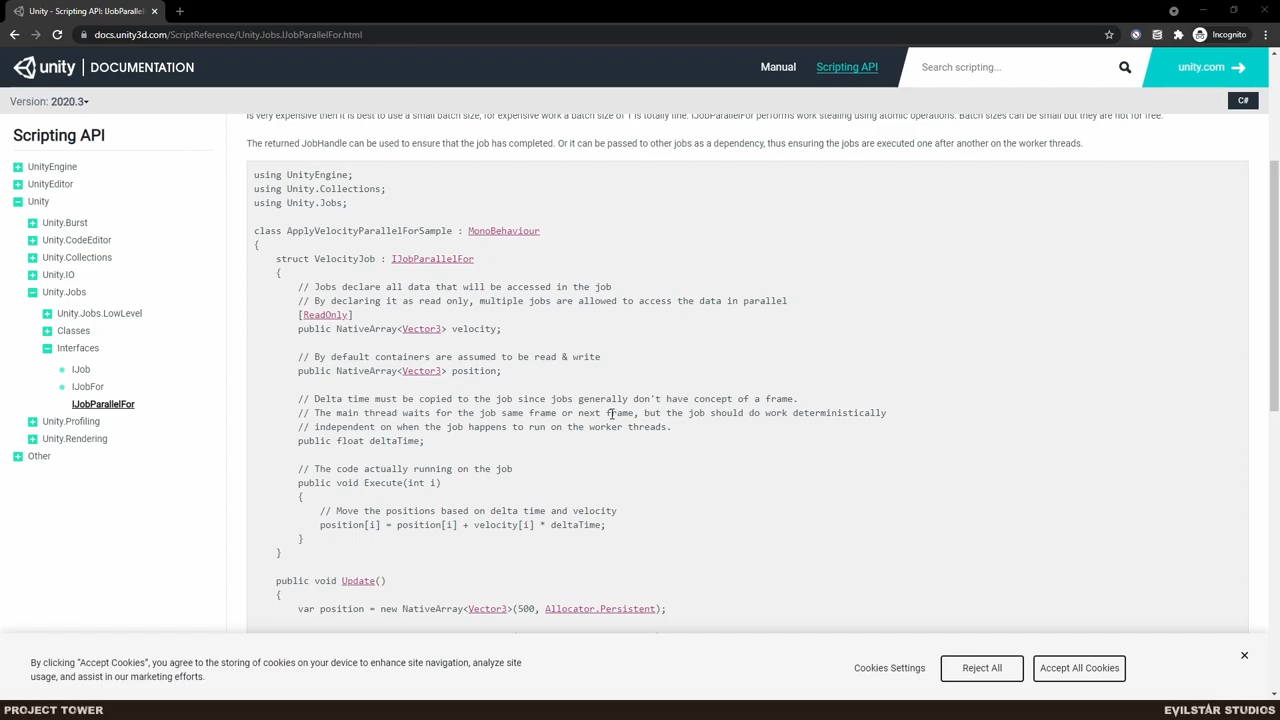 Unity - Scripting API: IJobParallel
Incognito
docs.unity3d.com/ScriptReference/Unity.Jobs.IJobParallelFor.html
unity | DOCUMENTATION
Manual
Scripting API
Search scripting...
unity.com
Version: 2020.3
C#
Scripting API
UnityEngine
UnityEditor
Unity
Unity.Burst
Unity.CodeEditor
Unity.Collections
Unity.IO
Unity.Jobs
Unity.Jobs.LowLevel
Classes
Interfaces
IJob
IJobFor
IJobParallelFor
Unity.Profiling
Unity.Rendering
Other
is very expensive then it is best to use a small batch size, for expensive work a batch size of 1 is totally fine. IJobParallelFor performs work stealing using atomic operations. Batch sizes can be small but they are not for free.
The returned JobHandle can be used to ensure that the job has completed. Or it can be passed to other jobs as a dependency, thus ensuring the jobs are executed one after another on the worker threads.
using UnityEngine;
using Unity.Collections;
using Unity.Jobs;
class ApplyVelocityParallelForSample : MonoBehaviour
{
struct VelocityJob : IJobParallelFor
{
// Jobs declare all data that will be accessed in the job
// By declaring it as read only, multiple jobs are allowed to access the data in parallel
[ReadOnly]
public NativeArray<Vector3> velocity;
// By default containers are assumed to be read & write
public NativeArray<Vector3> position;
// Delta time must be copied to the job since jobs generally don't have concept of a frame.
// The main thread waits for the job same frame or next frame, but the job should do work deterministically
// independent on when the job happens to run on the worker threads.
public float deltaTime;
// The code actually running on the job
public void Execute(int i)
{
// Move the positions based on delta time and velocity
position[i] = position[i] + velocity[i] * deltaTime;
}
}
public void Update()
{
var position = new NativeArray<Vector3>(500, Allocator.Persistent);
By clicking “Accept Cookies”, you agree to the storing of cookies on your device to enhance site navigation, analyze site
usage, and assist in our marketing efforts.
Cookies Settings
Reject All
Accept All Cookies
PROJECT TOWER
EVILSTAR STUDIOS